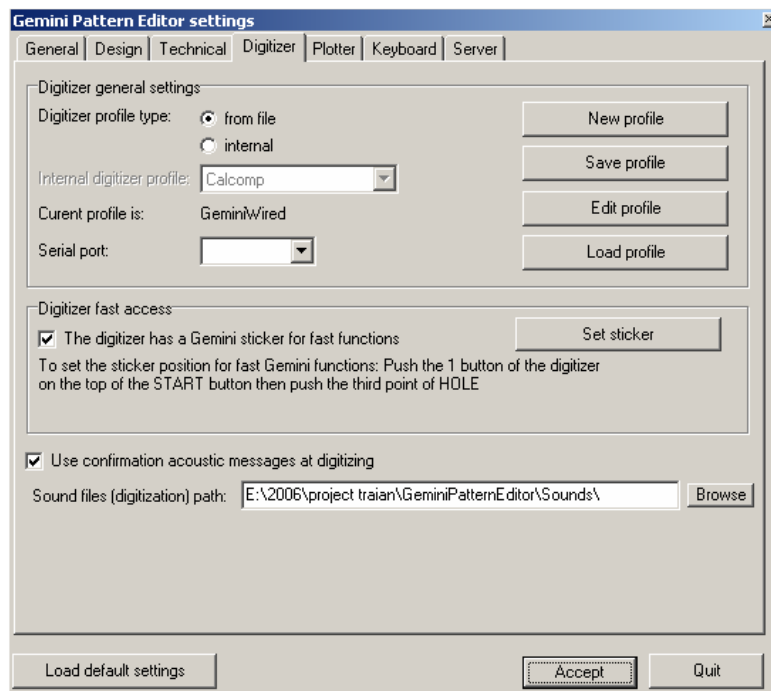 Gemini Pattern Editor settings
General Design Technical Digitizer Plotter Keyboard Server
Digitizer general settings
Digitizer profile type:
from file
internal
Internal digitizer profile:
Calcomp
Curent profile is:
GeminiWired
Serial port:
New profile
Save profile
Edit profile
Load profile
Digitizer fast access
The digitizer has a Gemini sticker for fast functions
Set sticker
To set the sticker position for fast Gemini functions: Push the 1 button of the digitizer
on the top of the START button then push the third point of HOLE
Use confirmation acoustic messages at digitizing
Sound files (digitization) path:
E:\2006\project traian\GeminiPatternEditor\Sounds\
Browse
Load default settings
Accept
Quit